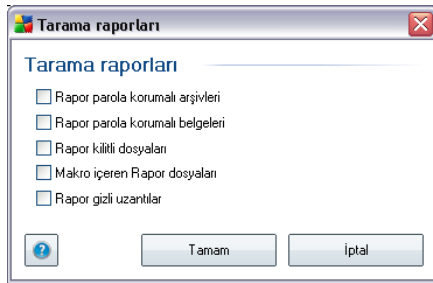 Tarama raporları
Tarama raporları
Rapor parola korumalı arşivleri
Rapor parola korumalı belgeleri
Rapor kilitli dosyaları
Makro içeren Rapor dosyaları
Rapor gizli uzantılar
?
Tamam
İptal